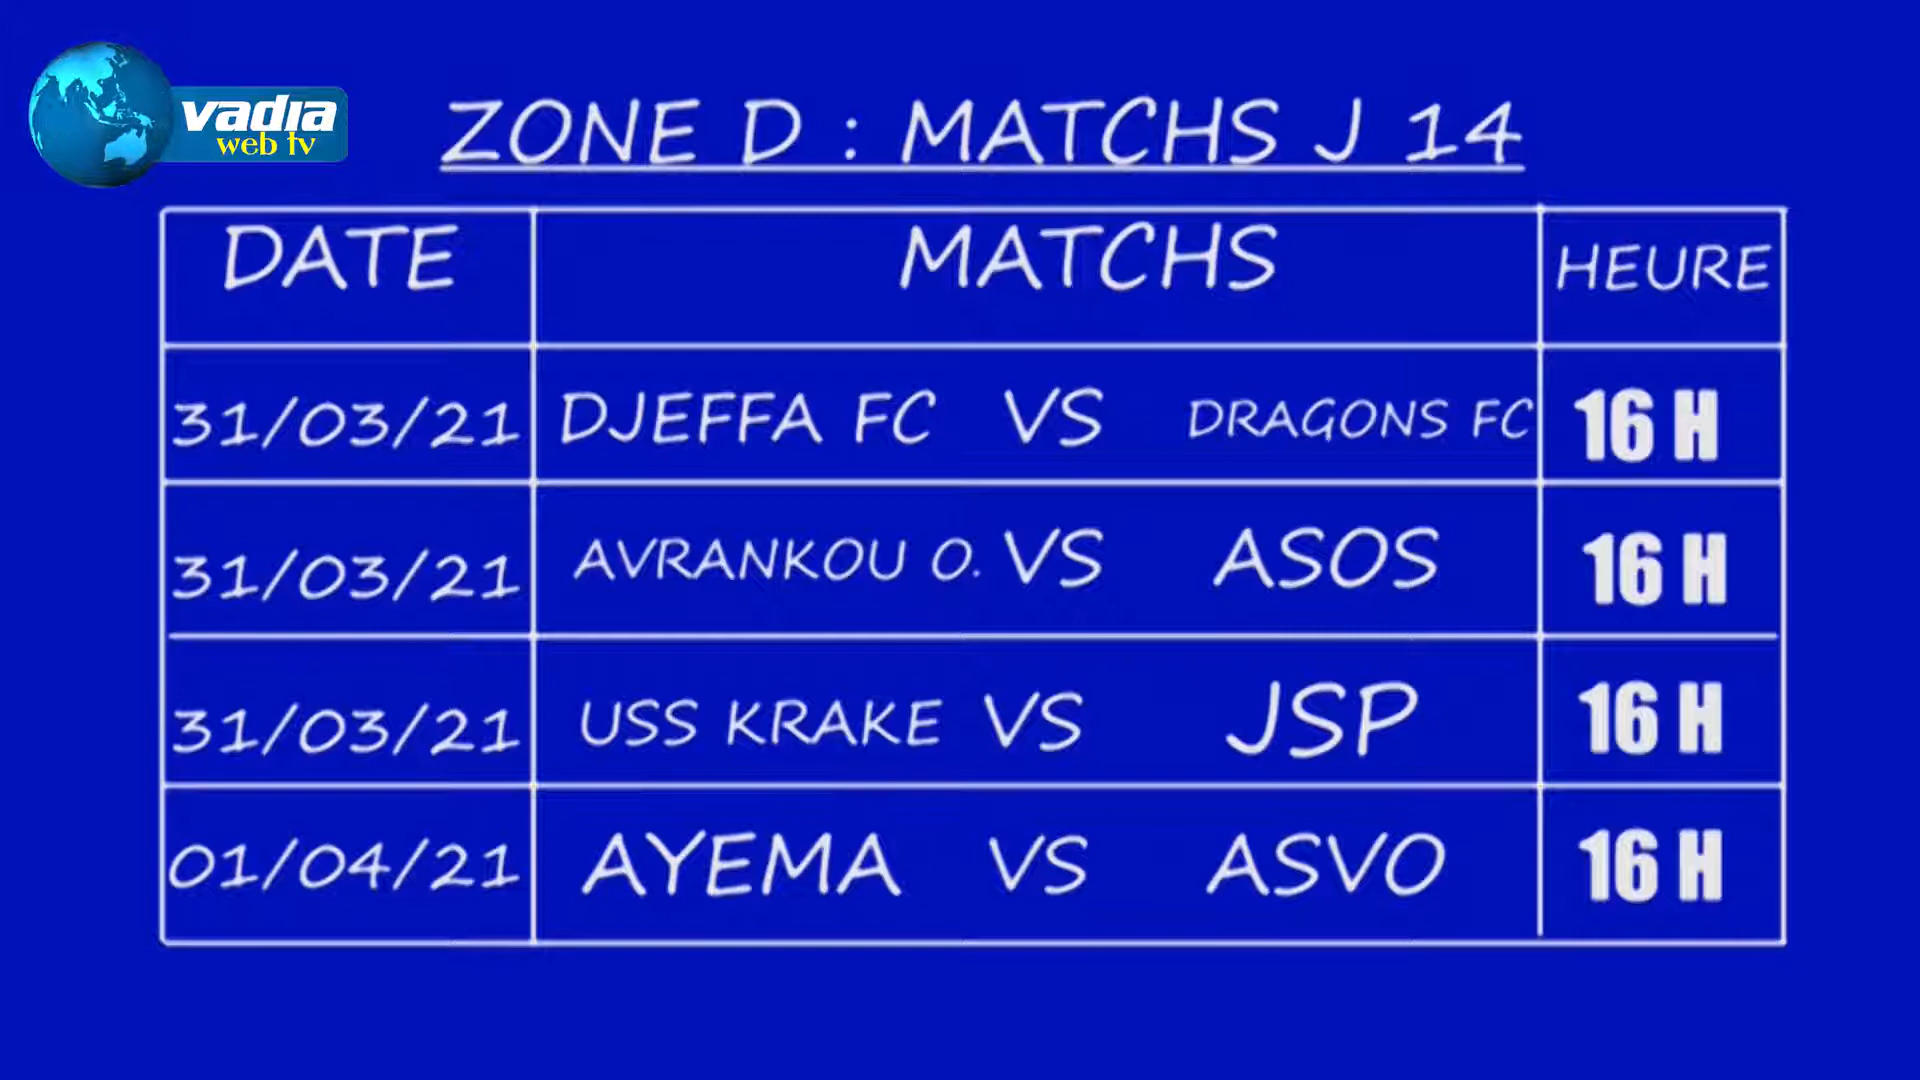 vadia
web tv
ZONE D : MATCHS J 14
DATE MATCHS HEURE
31/03/21 DJEFFA FC VS DRAGONS FC 16 H
31/03/21 AVRANKOU O. VS ASOS 16 H
31/03/21 USS KRAKE VS JSP 16 H
01/04/21 AYEMA VS ASVO 16 H